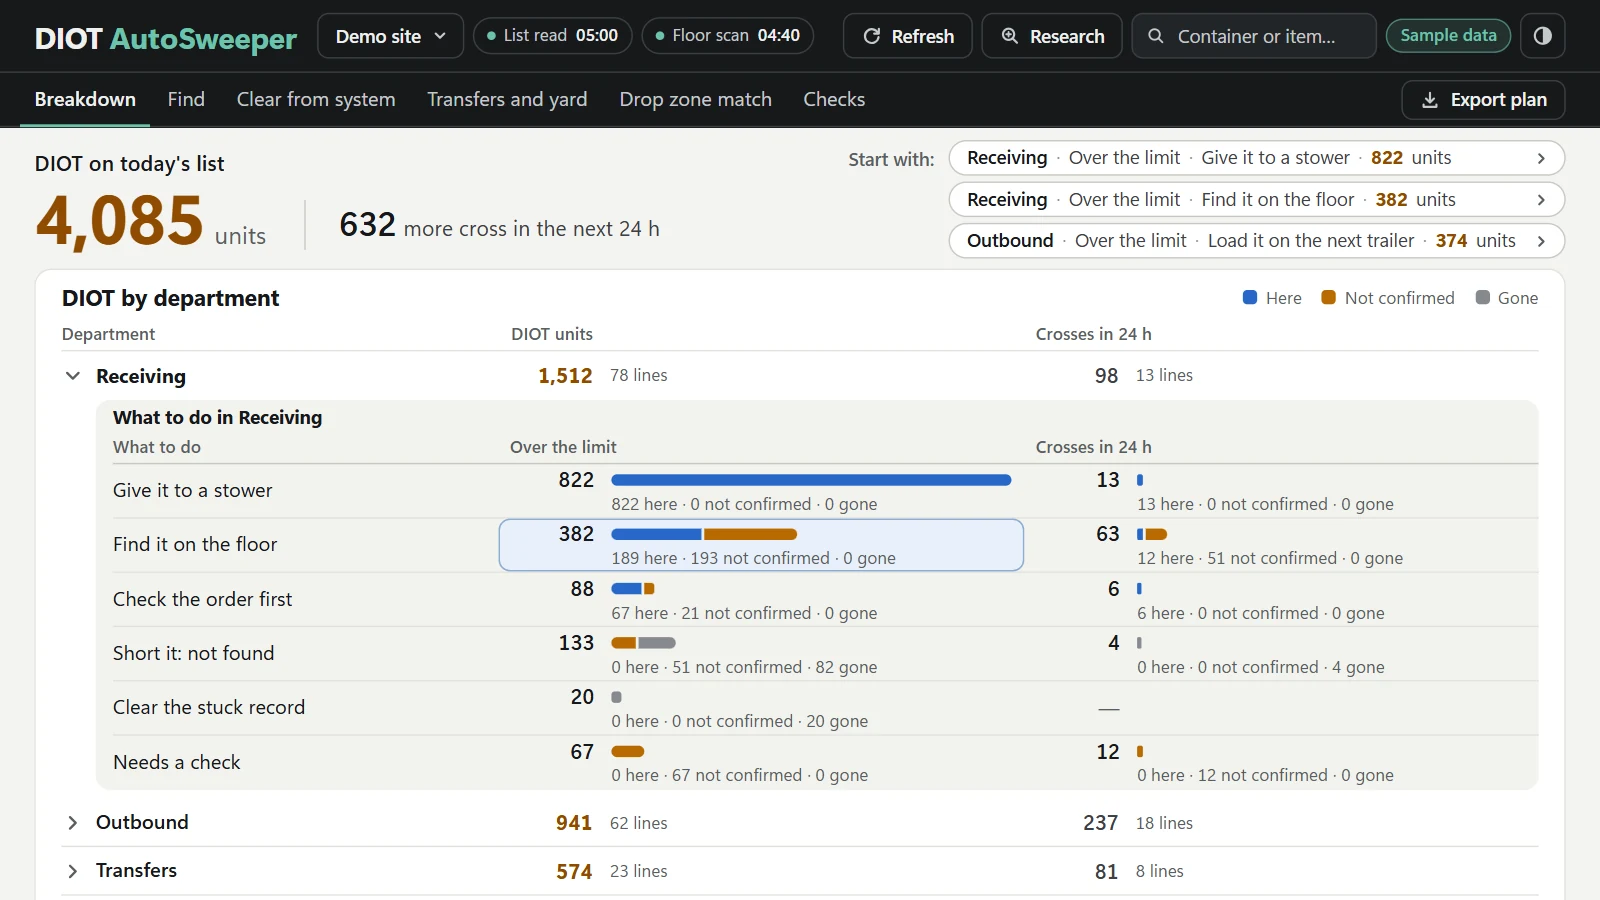 DIOT AutoSweeper
Demo site
List read 05:00
Floor scan 04:40
Refresh
Research
Container or item...
Sample data
Breakdown
Find
Clear from system
Transfers and yard
Drop zone match
Checks
Export plan
DIOT on today's list
4,085 units
632 more cross in the next 24 h
Start with:
Receiving · Over the limit · Give it to a stower · 822 units
Receiving · Over the limit · Find it on the floor · 382 units
Outbound · Over the limit · Load it on the next trailer · 374 units
DIOT by department
Here
Not confirmed
Gone
Department DIOT units Crosses in 24 h
Receiving 1,512 78 lines 98 13 lines
What to do in Receiving
What to do Over the limit Crosses in 24 h
Give it to a stower 822 13
822 here · 0 not confirmed · 0 gone 13 here · 0 not confirmed · 0 gone
Find it on the floor 382 63
189 here · 193 not confirmed · 0 gone 12 here · 51 not confirmed · 0 gone
Check the order first 88 6
67 here · 21 not confirmed · 0 gone 6 here · 0 not confirmed · 0 gone
Short it: not found 133 4
0 here · 51 not confirmed · 82 gone 0 here · 0 not confirmed · 4 gone
Clear the stuck record 20 —
0 here · 0 not confirmed · 20 gone
Needs a check 67 12
0 here · 67 not confirmed · 0 gone 0 here · 12 not confirmed · 0 gone
Outbound 941 62 lines 237 18 lines
Transfers 574 23 lines 81 8 lines